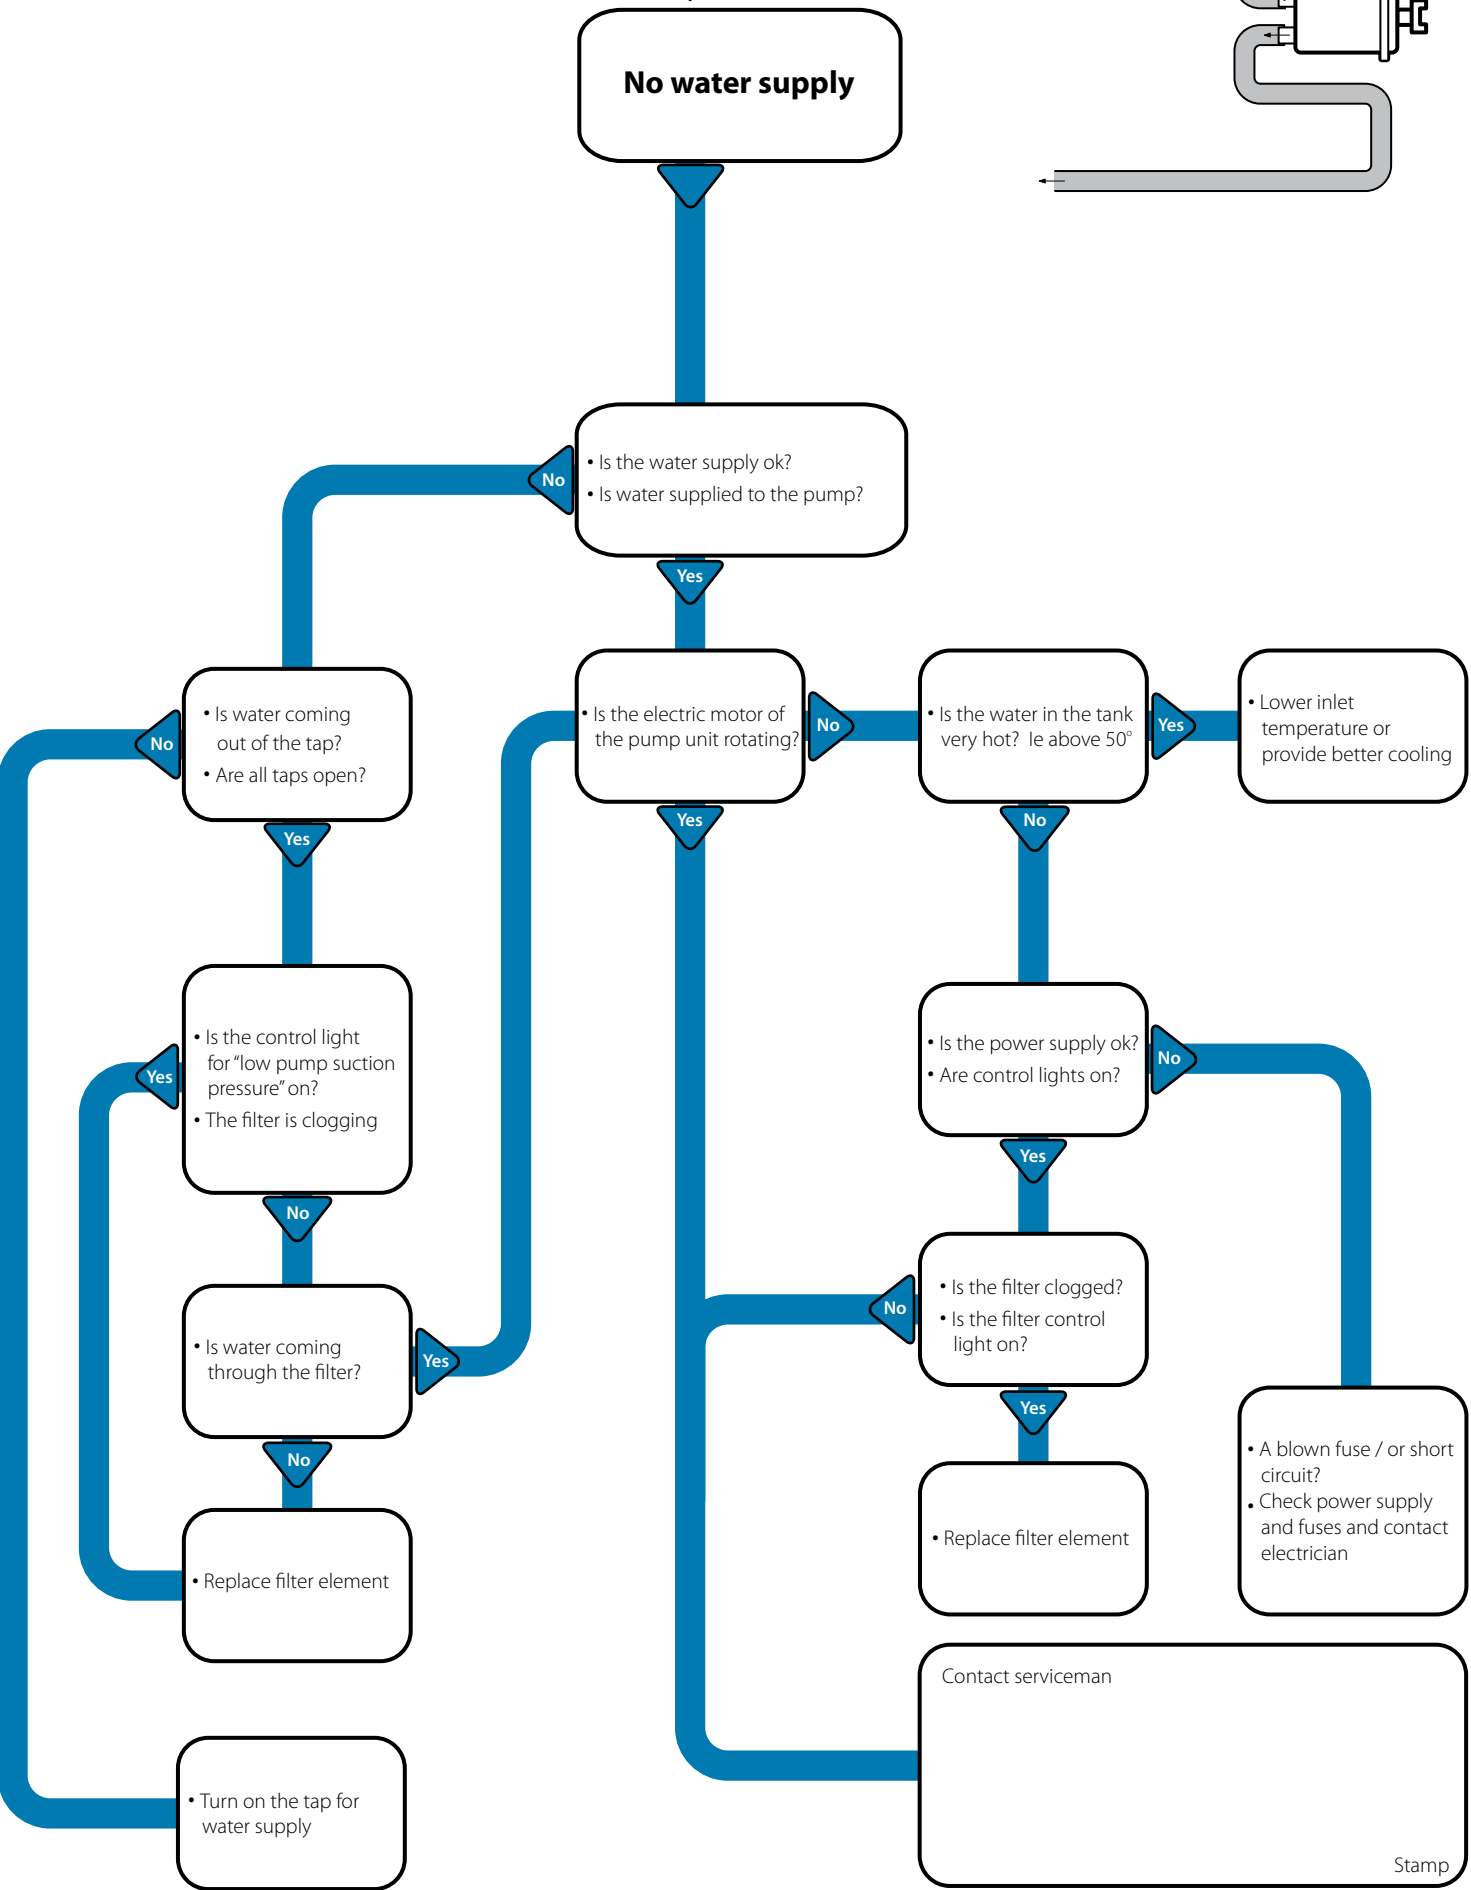 No water supply
• Is the water supply ok?
• Is water supplied to the pump?
No
Yes
• Is water coming
out of the tap?
• Are all taps open?
No
Yes
• Is the electric motor of
the pump unit rotating?
No
Yes
• Is the water in the tank
very hot? Ie above 50°
Yes
No
• Lower inlet
temperature or
provide better cooling
• Is the control light
for “low pump suction
pressure” on?
• The filter is clogging
Yes
No
• Is the power supply ok?
• Are control lights on?
No
Yes
• Is water coming
through the filter?
Yes
No
• Is the filter clogged?
• Is the filter control
light on?
No
Yes
• A blown fuse / or short
circuit?
• Check power supply
and fuses and contact
electrician
• Replace filter element
• Replace filter element
Contact serviceman
Stamp
• Turn on the tap for
water supply